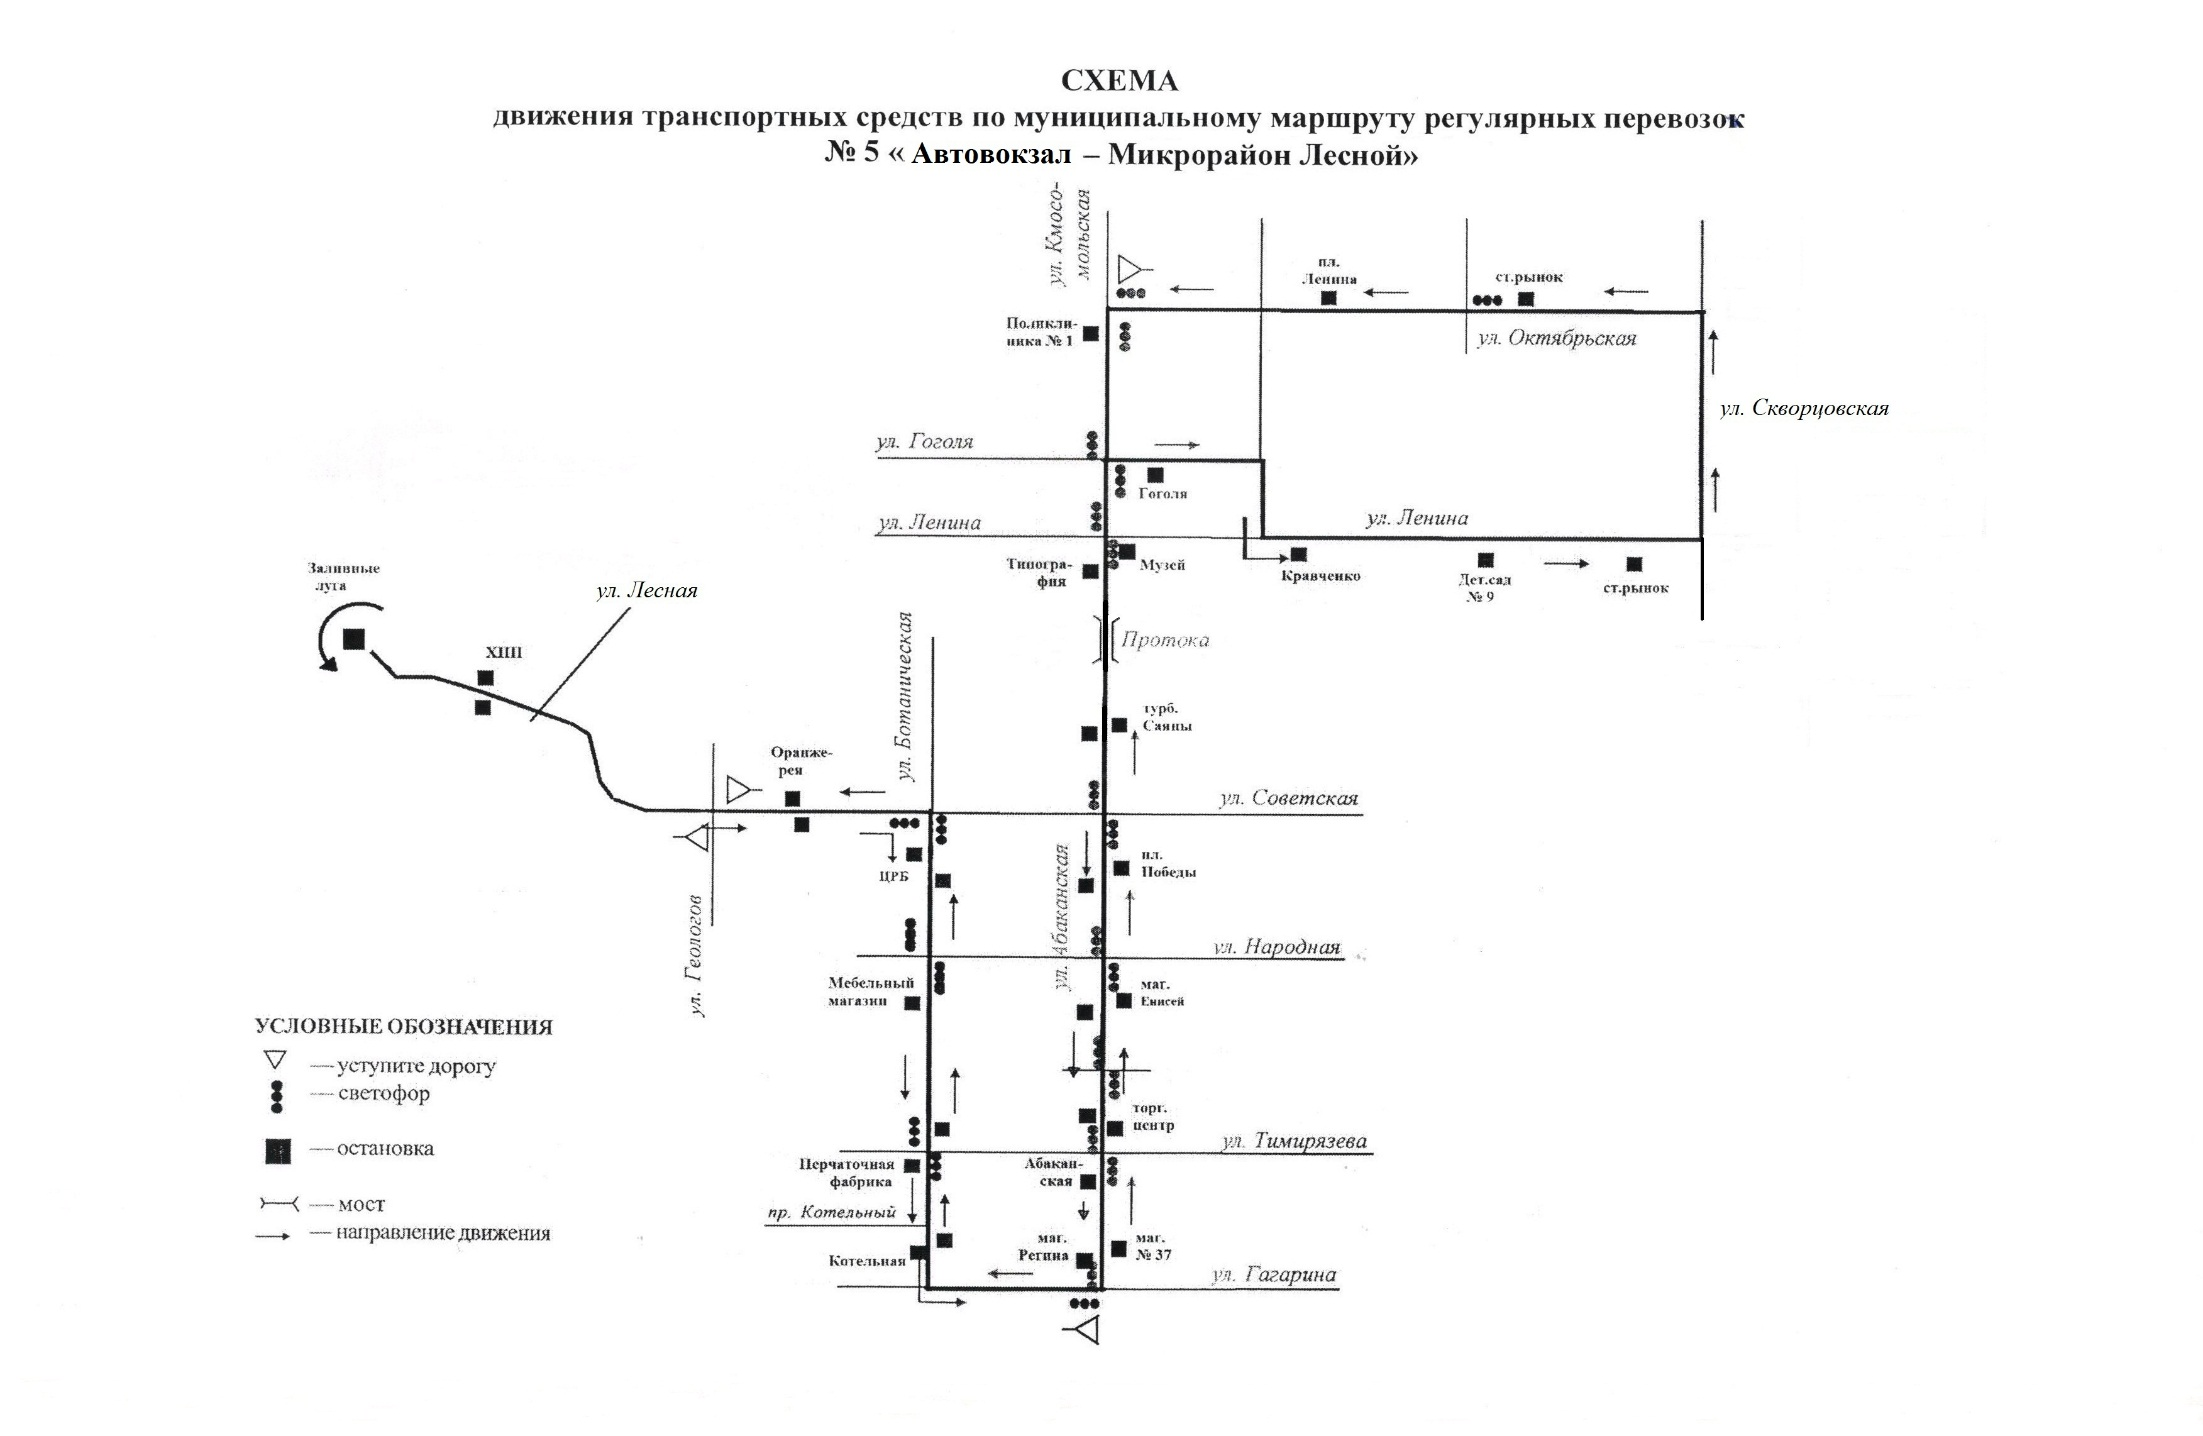 СХЕМА
движения транспортных средств по муниципальному маршруту регулярных перевозок
№ 5 « Автовокзал – Микрорайон Лесной»
ул. Кмосо-
мольская
пл.
Ленина
ст.рынок
Поликли-
ника № 1
ул. Октябрьская
ул. Скворцовская
ул. Гоголя
Гоголя
ул. Ленина
ул. Ленина
Типогра-
фия
Музей
Кравченко
Дет.сад
№ 9
ст.рынок
Заливные
луга
ул. Лесная
ХПП
ул. Ботаническая
Протока
турб.
Саяны
Оранже-
рея
ул. Советская
ЦРБ
ул. Абаканская
пл.
Победы
ул. Геологов
ул. Народная
Мебельный
магазин
маг.
Енисей
УСЛОВНЫЕ ОБОЗНАЧЕНИЯ
—уступите дорогу
— светофор
—остановка
— мост
— направление движения
торг.
центр
ул. Тимирязева
Перчаточная
фабрика
Абакан-
ская
пр. Котельный
Котельная
маг.
Регина
маг.
№ 37
ул. Гагарина